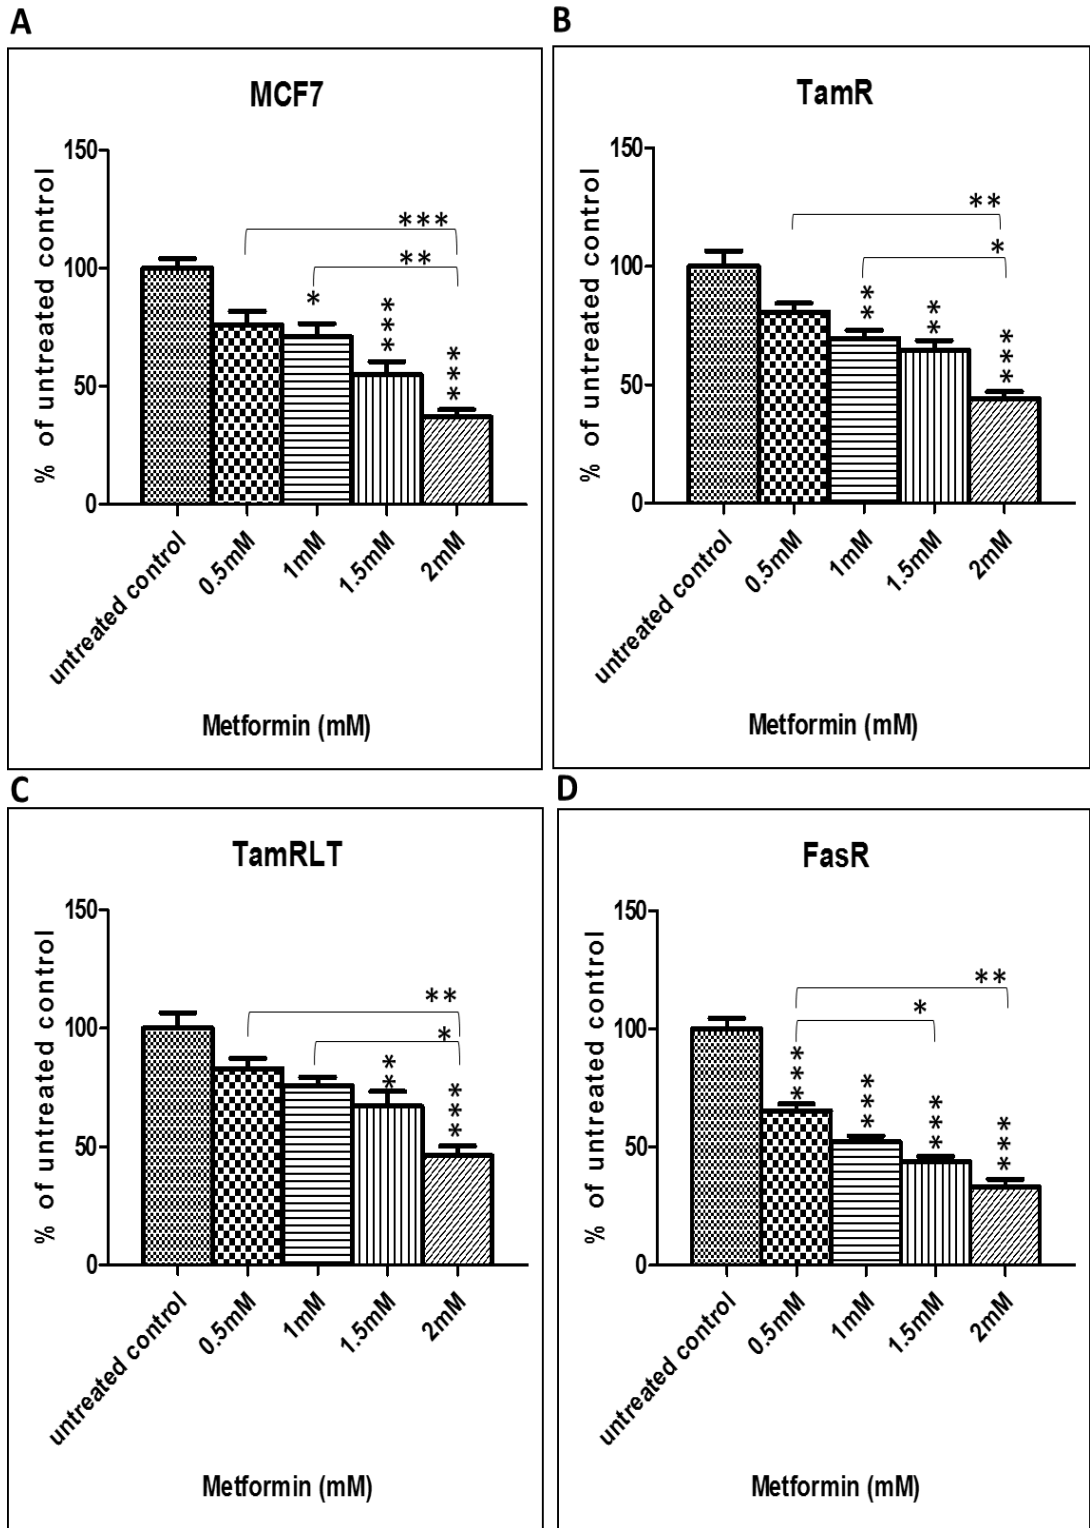 A
MCF7
% of untreated control
150
100
50
0
***
**
*
***
***
untreated control
0.5mM
1mM
1.5mM
2mM
Metformin (mM)
B
TamR
% of untreated control
150
100
50
0
**
*
**
**
***
untreated control
0.5mM
1mM
1.5mM
2mM
Metformin (mM)
C
TamRLT
% of untreated control
150
100
50
0
**
*
**
***
untreated control
0.5mM
1mM
1.5mM
2mM
Metformin (mM)
D
FasR
% of untreated control
150
100
50
0
**
*
***
***
***
***
untreated control
0.5mM
1mM
1.5mM
2mM
Metformin (mM)